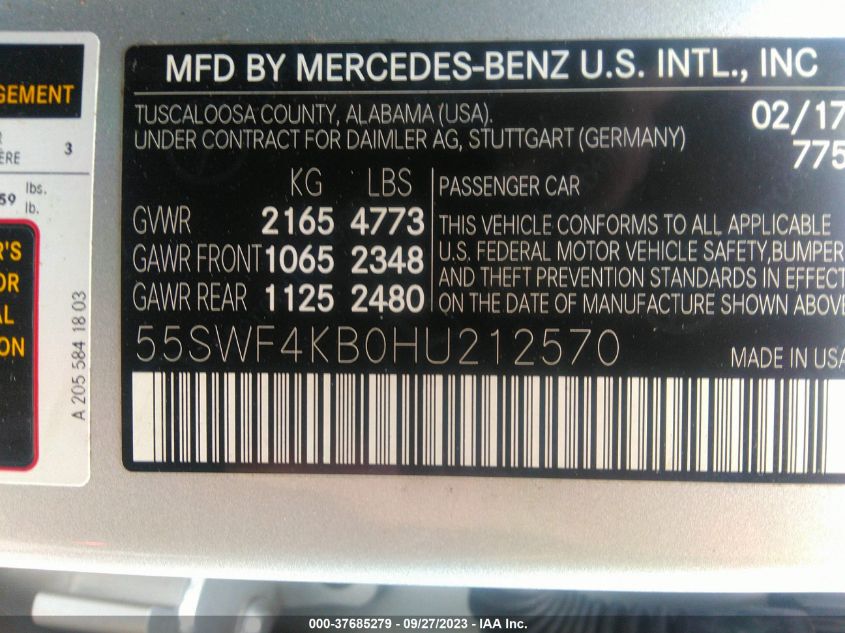 GEMENT
3
59 lbs.
lb.
A 205 584 18 03
MFD BY MERCEDES-BENZ U.S. INTL., INC
TUSCALOOSA COUNTY, ALABAMA (USA).
02/17
UNDER CONTRACT FOR DAIMLER AG, STUTTGART (GERMANY)
775
KG LBS
GVWR 2165 4773
GAWR FRONT 1065 2348
GAWR REAR 1125 2480
PASSENGER CAR
THIS VEHICLE CONFORMS TO ALL APPLICABLE
U.S. FEDERAL MOTOR VEHICLE SAFETY, BUMPER
AND THEFT PREVENTION STANDARDS IN EFFECT
ON THE DATE OF MANUFACTURE SHOWN ABOVE
55SWF4KB0HU212570
MADE IN USA
000-37685279 - 09/27/2023 - IAA Inc.